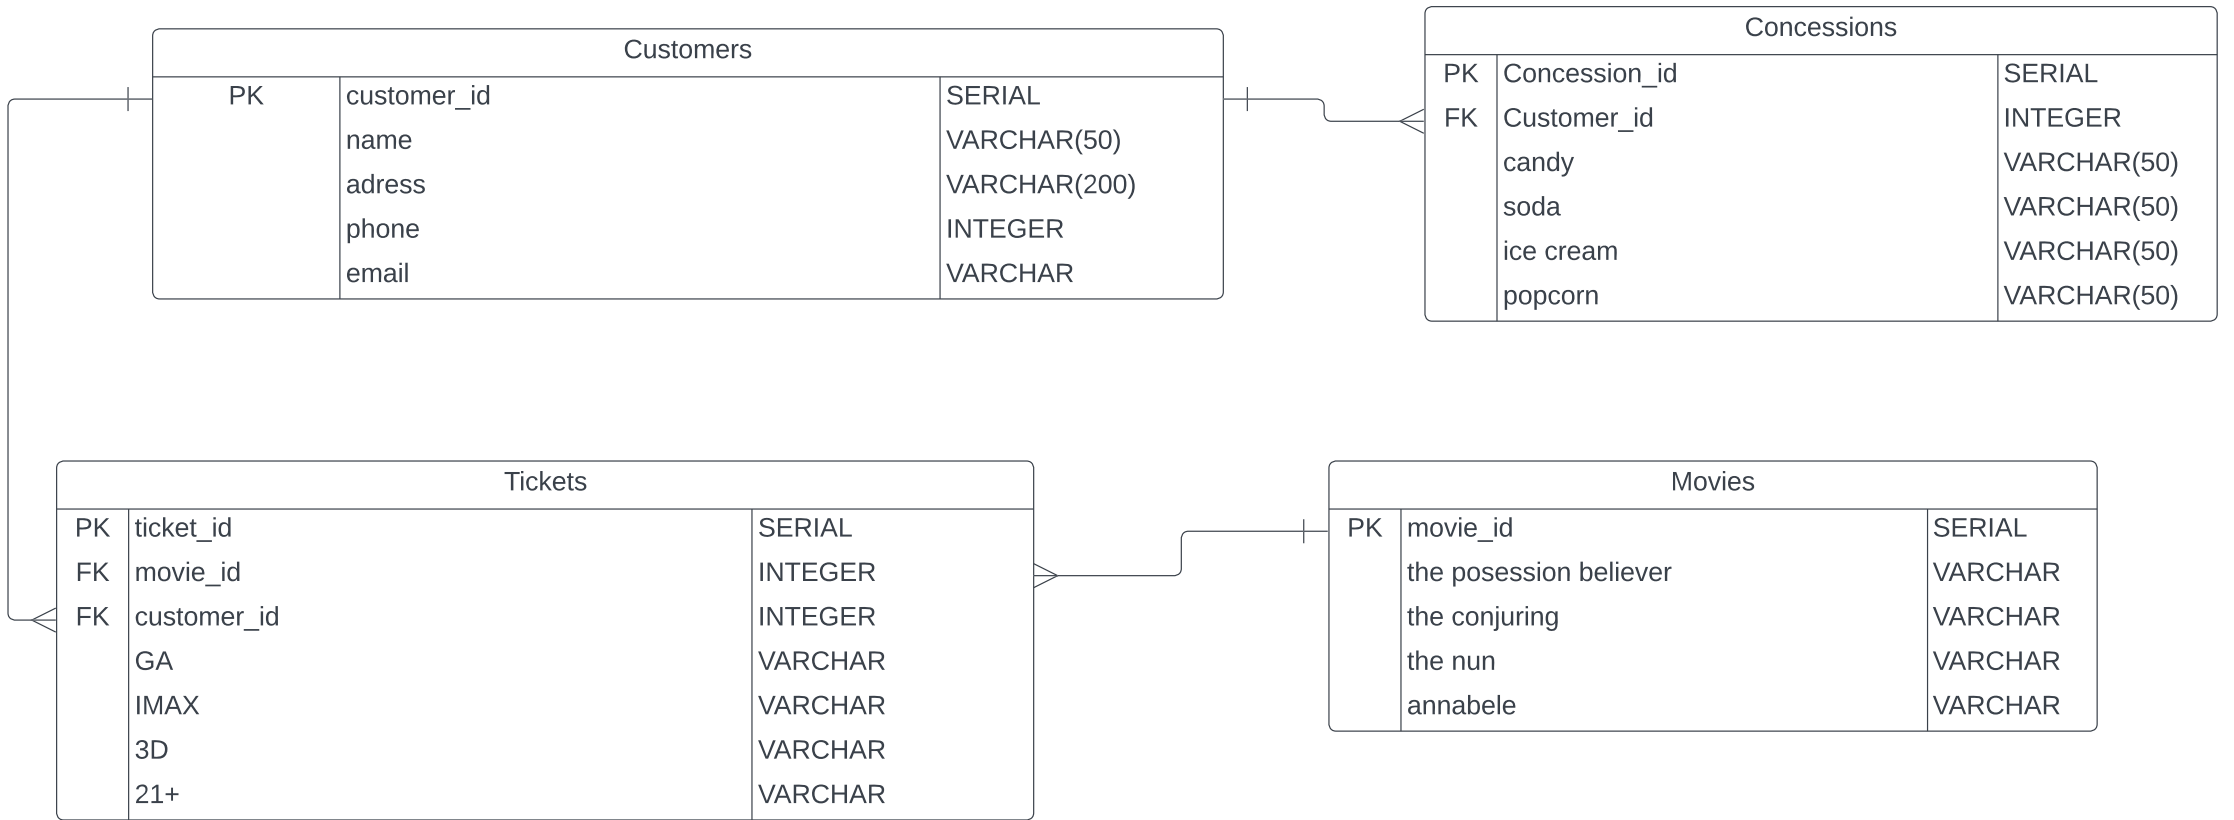 Customers
PK customer_id SERIAL
name VARCHAR(50)
adress VARCHAR(200)
phone INTEGER
email VARCHAR
Concessions
PK Concession_id SERIAL
FK Customer_id INTEGER
candy VARCHAR(50)
soda VARCHAR(50)
ice cream VARCHAR(50)
popcorn VARCHAR(50)
Tickets
PK ticket_id SERIAL
FK movie_id INTEGER
FK customer_id INTEGER
GA VARCHAR
IMAX VARCHAR
3D VARCHAR
21+ VARCHAR
Movies
PK movie_id SERIAL
the posession believer VARCHAR
the conjuring VARCHAR
the nun VARCHAR
annabele VARCHAR